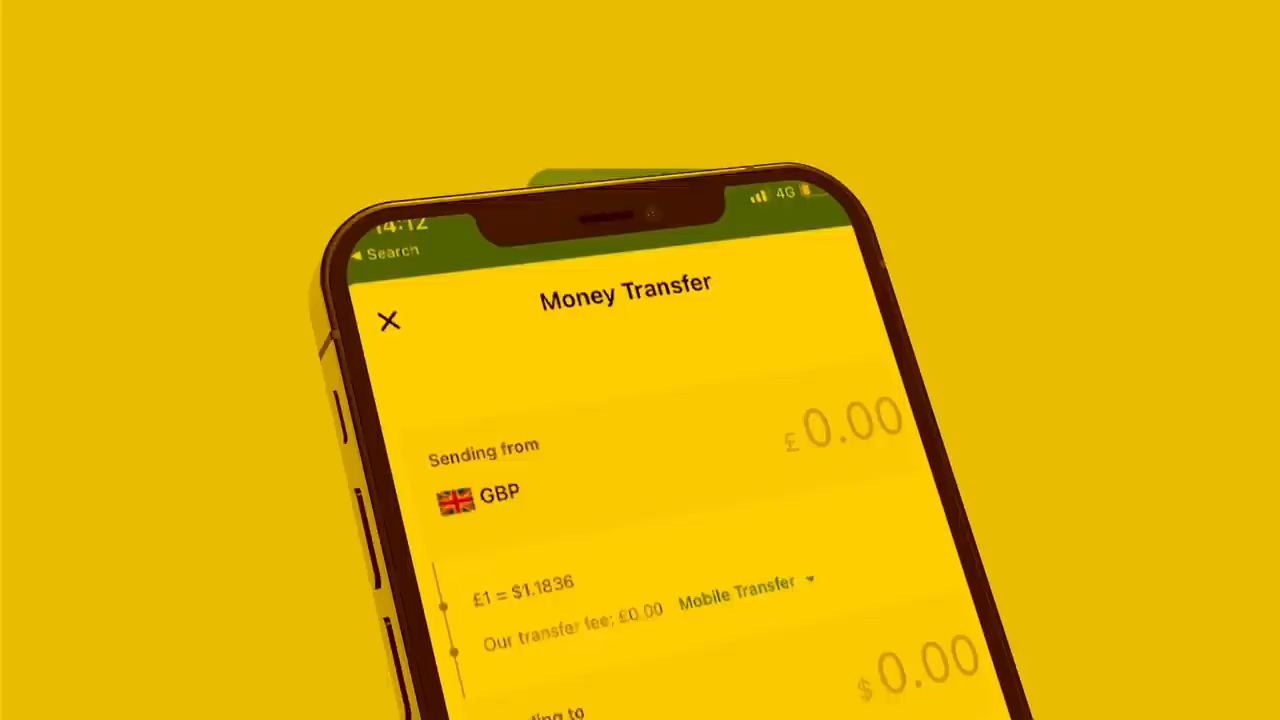 14:12
4G
◀ Search
Money Transfer
£ 0.00
Sending from
GBP
£1 = $1.1836
Our transfer fee: £0.00 Mobile Transfer
$ 0.00
to